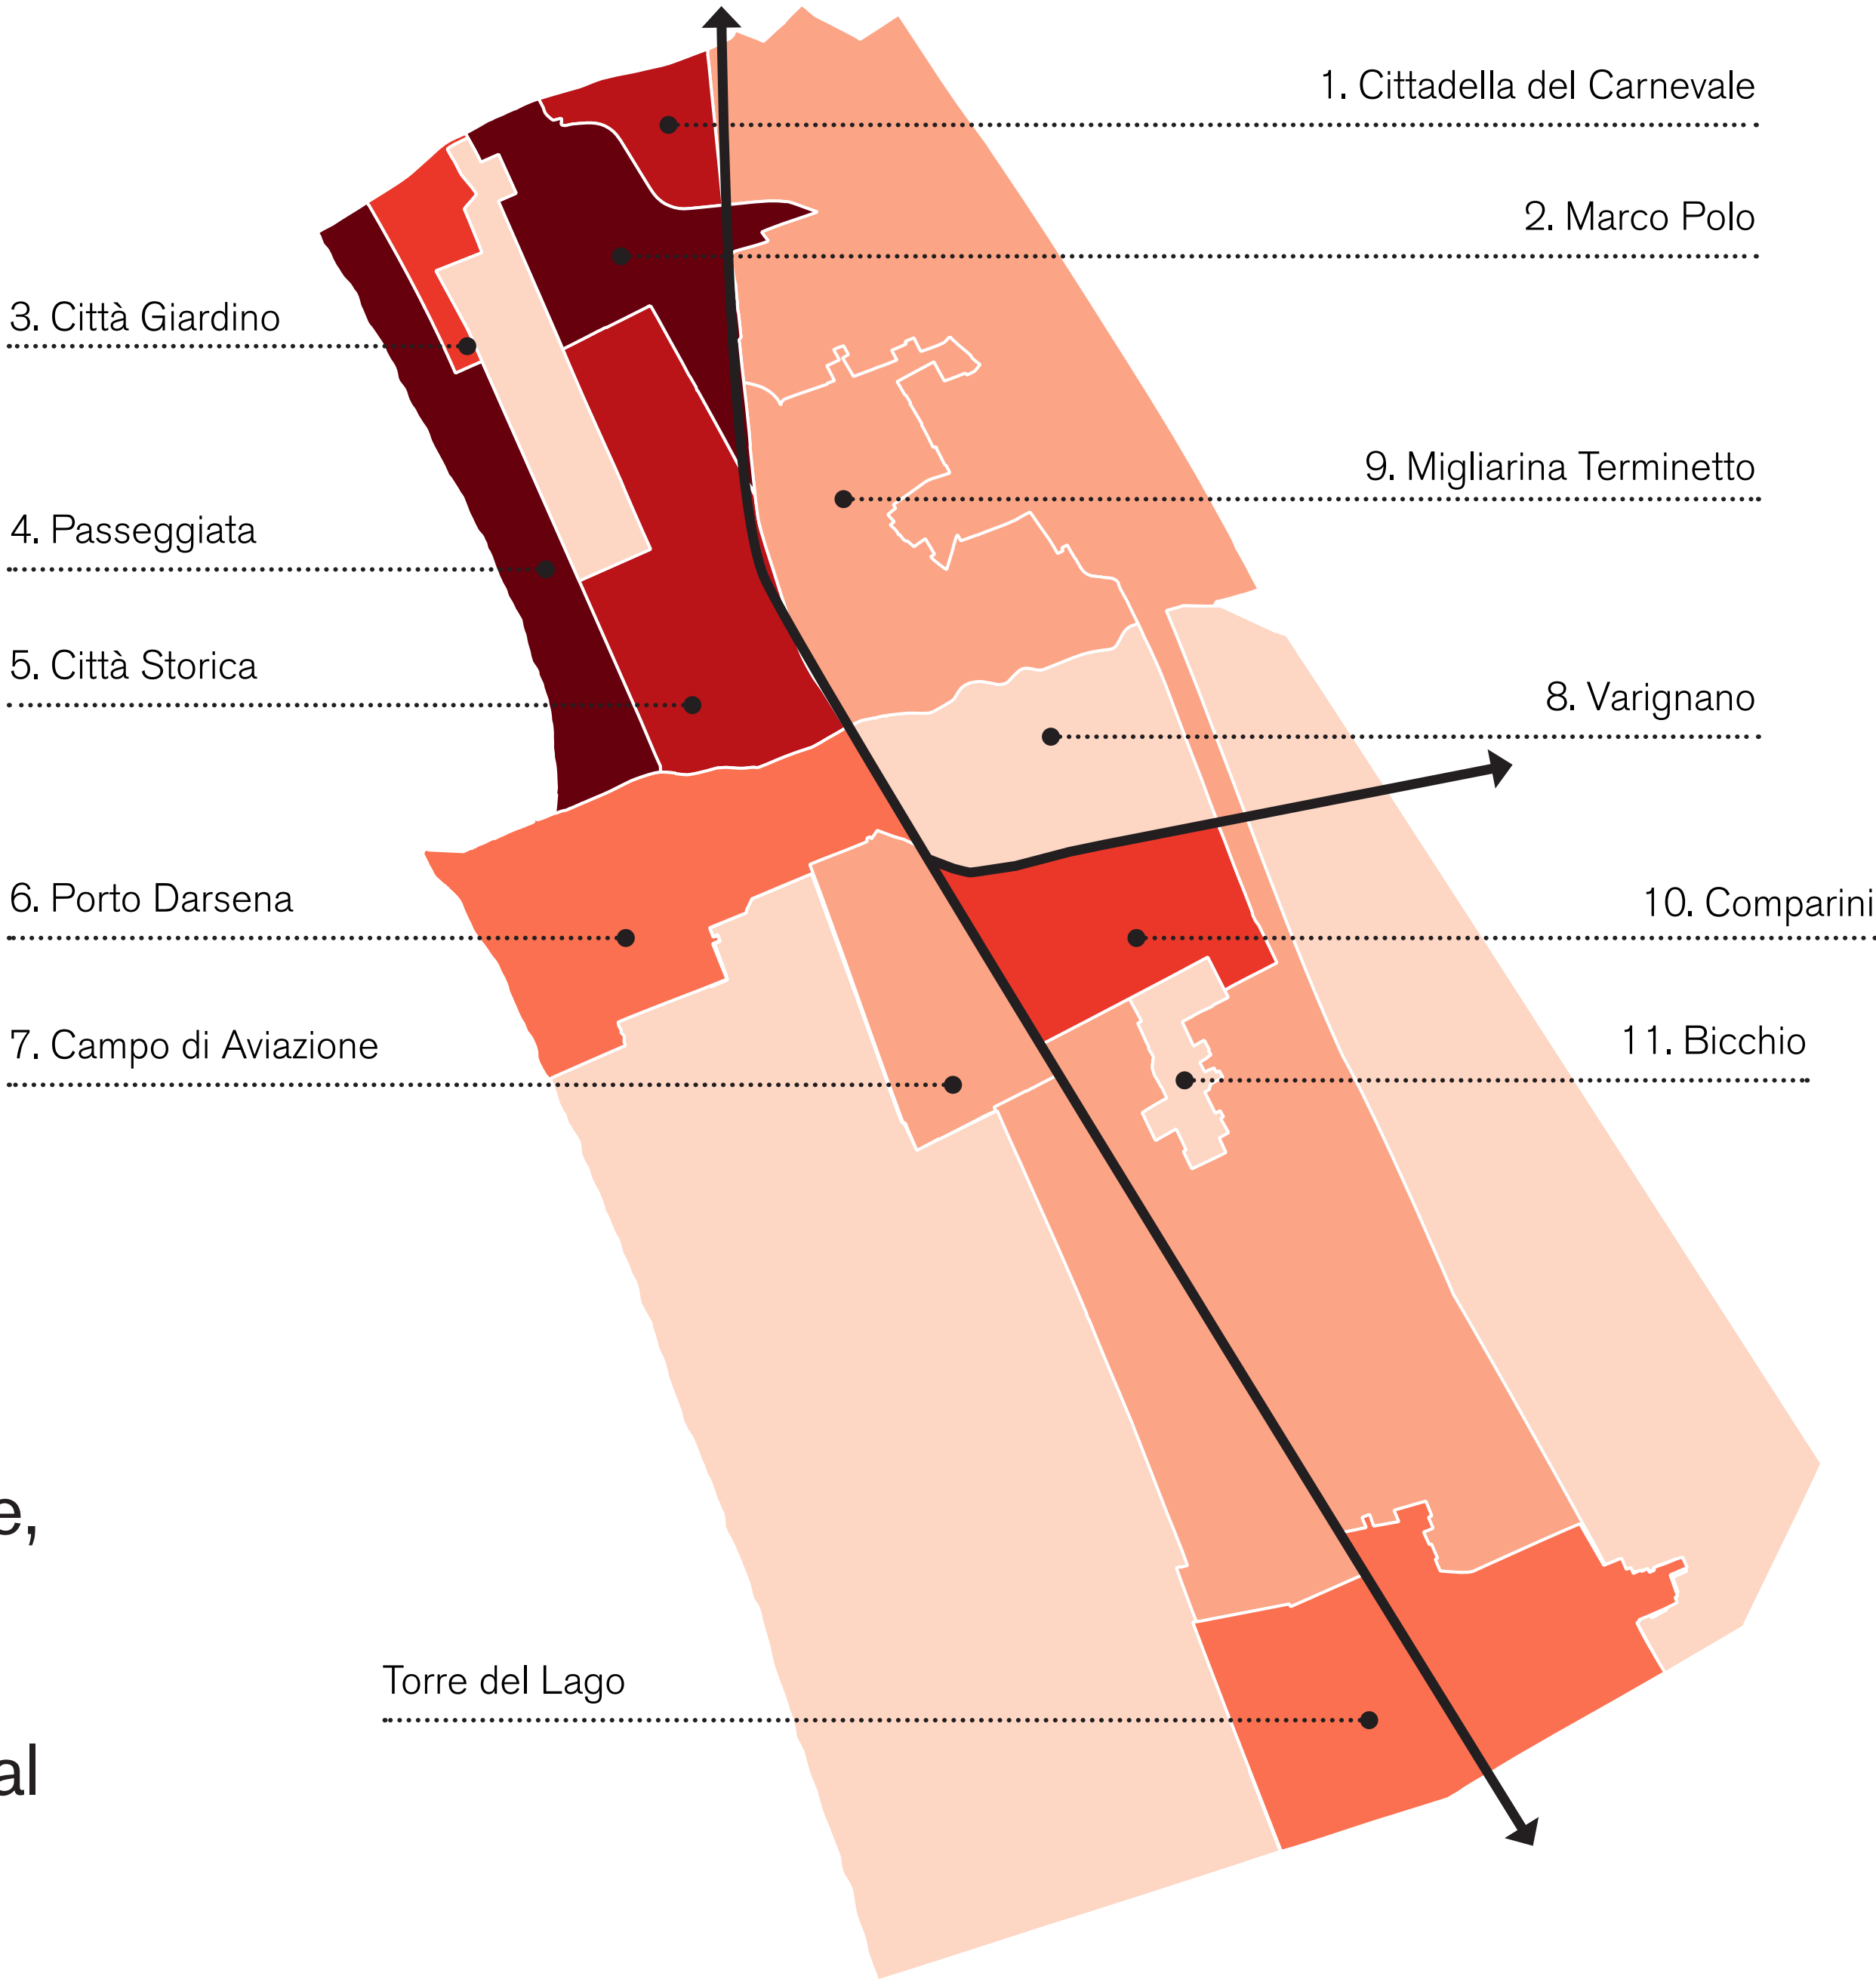 1. Cittadella del Carnevale
2. Marco Polo
3. Città Giardino
9. Migliarina Terminetto
4. Passeggiata
5. Città Storica
8. Varignano
6. Porto Darsena
10. Comparini
7. Campo di Aviazione
11. Bicchio
e,
Torre del Lago
al